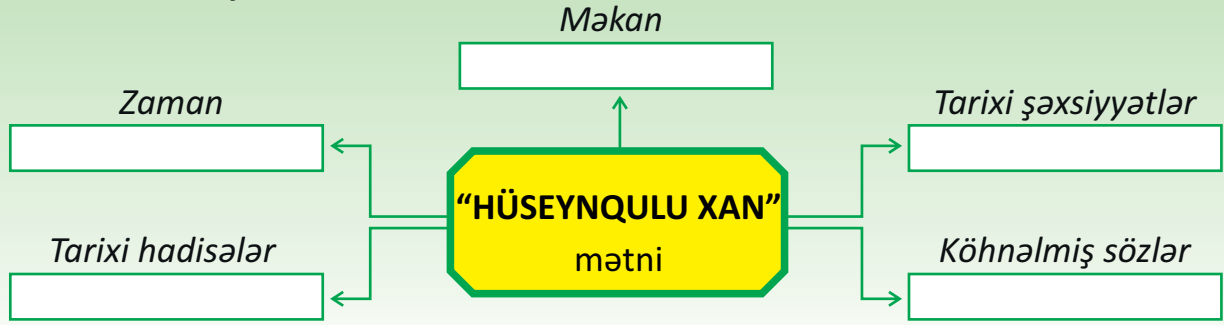 Məkan
Zaman
Tarixi şəxsiyyətlər
“HÜSEYNQULU XAN”
mətni
Tarixi hadisələr
Köhnəlmiş sözlər